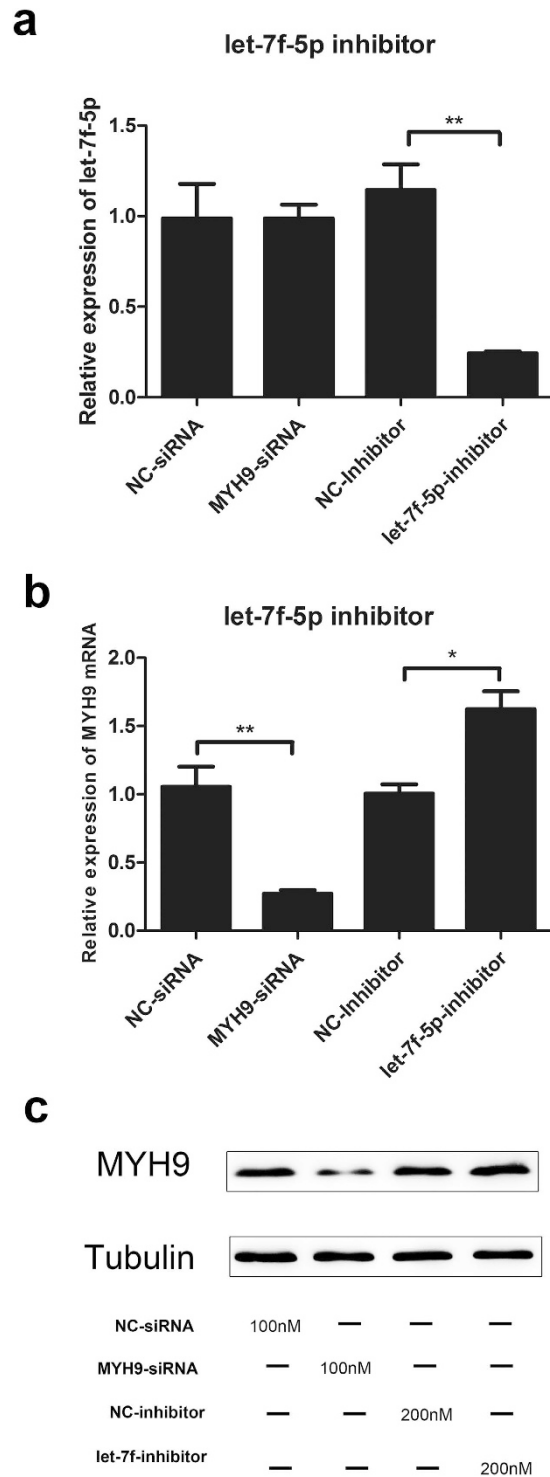 a
let-7f-5p inhibitor
Relative expression of let-7f-5p
1.5
1.0
0.5
0.0
**
NC-siRNA
MYH9-siRNA
NC-Inhibitor
let-7f-5p-inhibitor
b
let-7f-5p inhibitor
Relative expression of MYH9 mRNA
2.0
1.5
1.0
0.5
0.0
**
*
NC-siRNA
MYH9-siRNA
NC-Inhibitor
let-7f-5p-inhibitor
c
MYH9
Tubulin
NC-siRNA 100nM — — —
MYH9-siRNA — 100nM — —
NC-inhibitor — — 200nM —
let-7f-inhibitor — — — 200nM